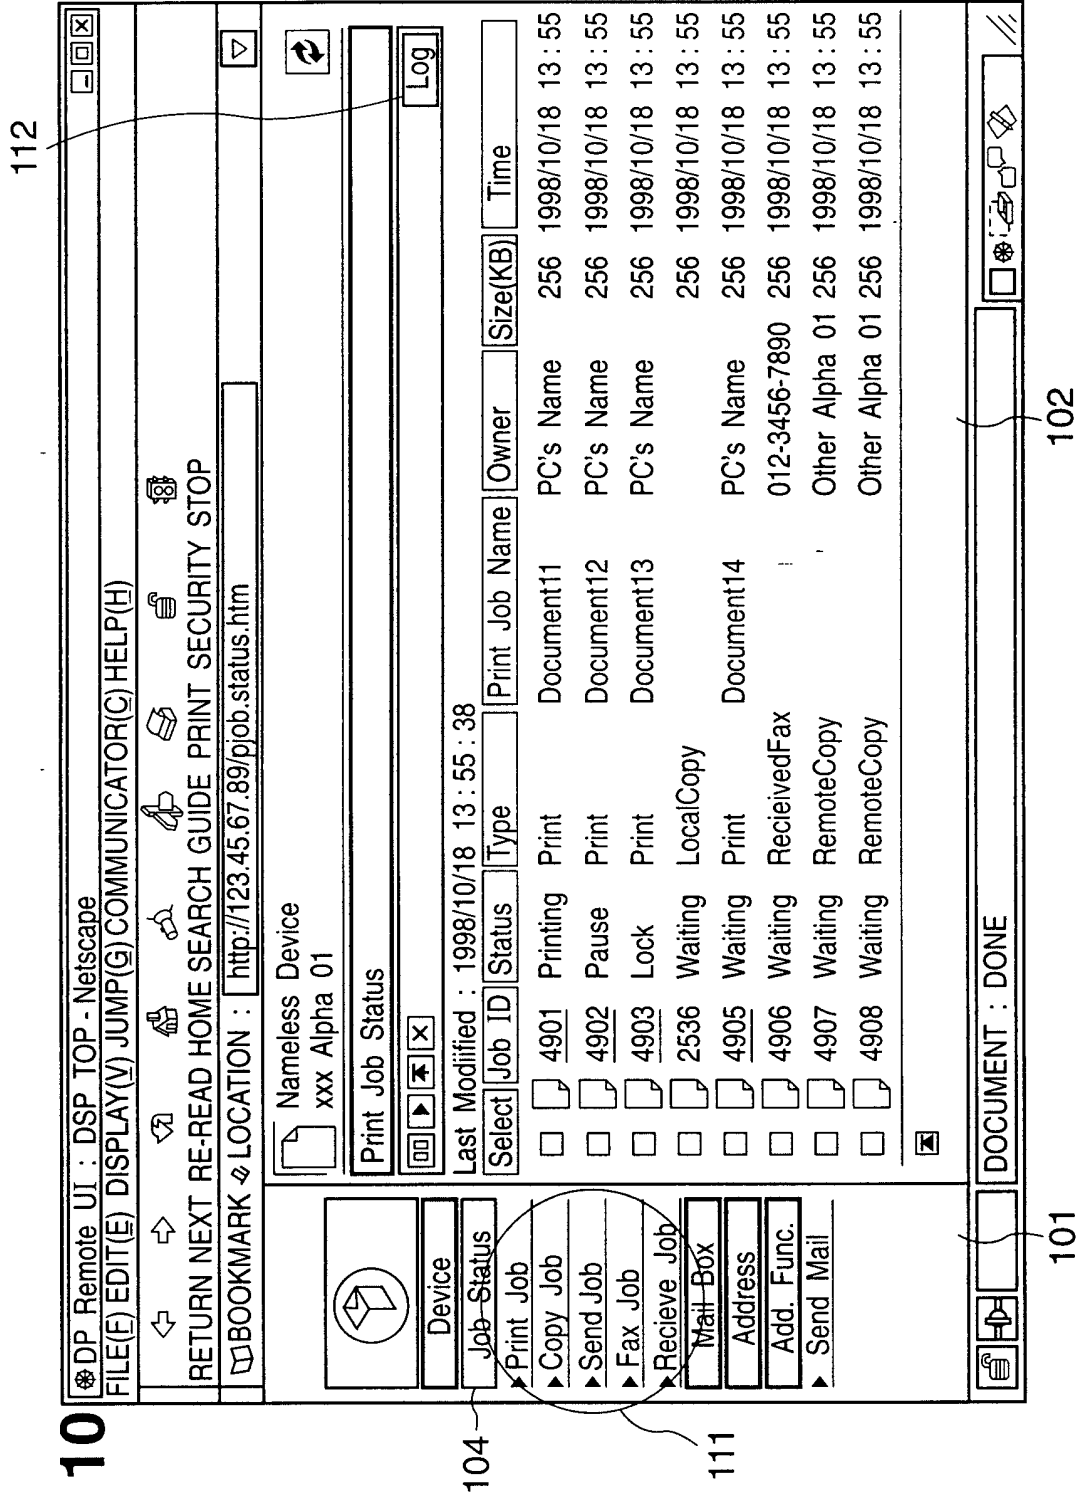 10
112
DP Remote UI : DSP TOP - Netscape
FILE(F) EDIT(E) DISPLAY(V) JUMP(G) COMMUNICATOR(C) HELP(H)
RETURN NEXT RE-READ HOME SEARCH GUIDE PRINT SECURITY STOP
BOOKMARK LOCATION : http://123.45.67.89/pjob.status.htm
Nameless Device
xxx Alpha 01
Print Job Status
Log
Last Modiified : 1998/10/18 13 : 55 : 38
Select Job ID Status Type Print Job Name Owner Size(KB) Time
4901 Printing Print Document11 PC's Name 256 1998/10/18 13 : 55
4902 Pause Print Document12 PC's Name 256 1998/10/18 13 : 55
4903 Lock Print Document13 PC's Name 256 1998/10/18 13 : 55
2536 Waiting LocalCopy 256 1998/10/18 13 : 55
4905 Waiting Print Document14 PC's Name 256 1998/10/18 13 : 55
4906 Waiting RecieivedFax 012-3456-7890 256 1998/10/18 13 : 55
4907 Waiting RemoteCopy Other Alpha 01 256 1998/10/18 13 : 55
4908 Waiting RemoteCopy Other Alpha 01 256 1998/10/18 13 : 55
Device
Job Status
Print Job
Copy Job
Send Job
Fax Job
Recieve Job
Mail Box
Address
Add. Func.
Send Mail
DOCUMENT : DONE
104
111
101
102